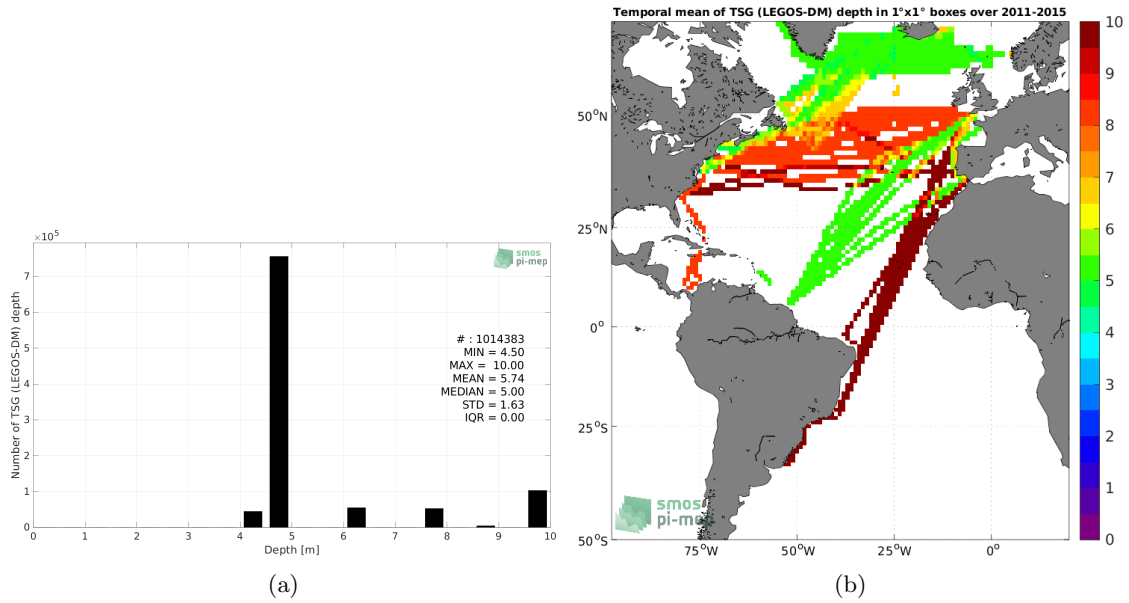 ×10⁵
smos
pi-mep
7
6
5
4
3
2
1
0
Number of TSG (LEGOS-DM) depth
# : 1014383
MIN = 4.50
MAX = 10.00
MEAN = 5.74
MEDIAN = 5.00
STD = 1.63
IQR = 0.00
0 1 2 3 4 5 6 7 8 9 10
Depth [m]
(a)
Temporal mean of TSG (LEGOS-DM) depth in 1°x1° boxes over 2011-2015
50°N
25°N
0°
25°S
50°S
75°W 50°W 25°W 0°
smos
pi-mep
10
9
8
7
6
5
4
3
2
1
0
(b)